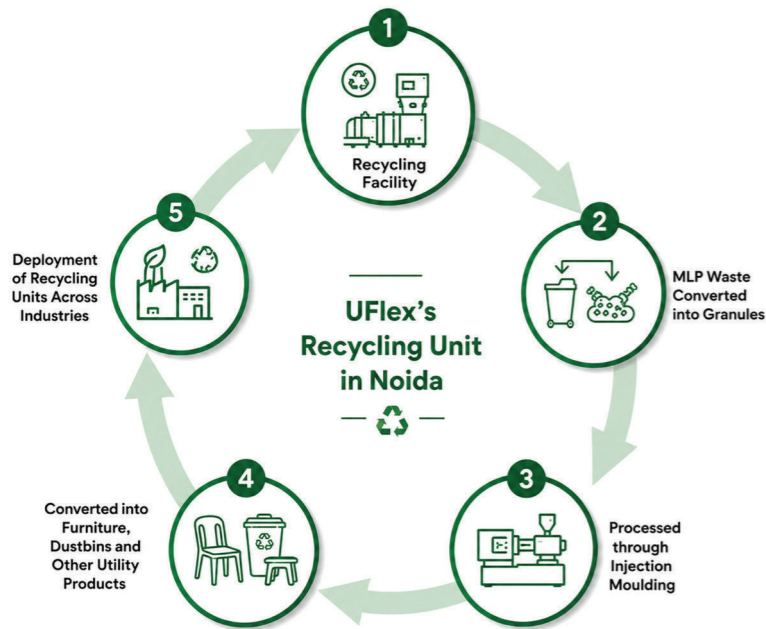 1
Recycling
Facility
2
MLP Waste
Converted
into Granules
3
Processed
through
Injection
Moulding
4
Converted into
Furniture,
Dustbins and
Other Utility
Products
5
Deployment
of Recycling
Units Across
Industries
UFlex's
Recycling Unit
in Noida